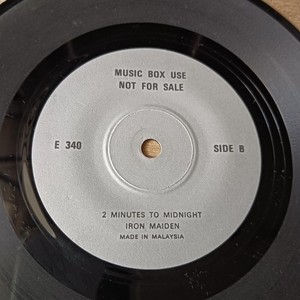 MUSIC BOX USE
NOT FOR SALE
E 340
SIDE B
2 MINUTES TO MIDNIGHT
IRON MAIDEN
MADE IN MALAYSIA